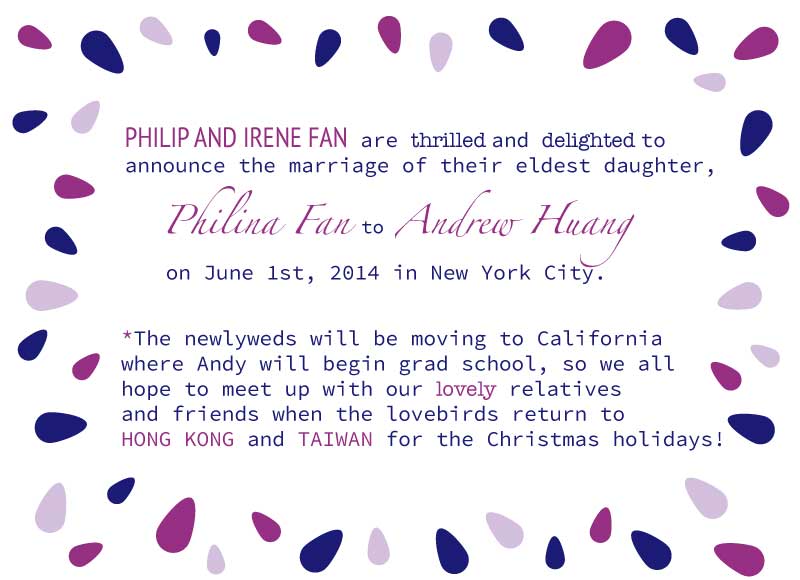 PHILIP AND IRENE FAN are thrilled and delighted to
announce the marriage of their eldest daughter,
Philina Fan to Andrew Huang
on June 1st, 2014 in New York City.
*The newlyweds will be moving to California
where Andy will begin grad school, so we all
hope to meet up with our lovely relatives
and friends when the lovebirds return to
HONG KONG and TAIWAN for the Christmas holidays!